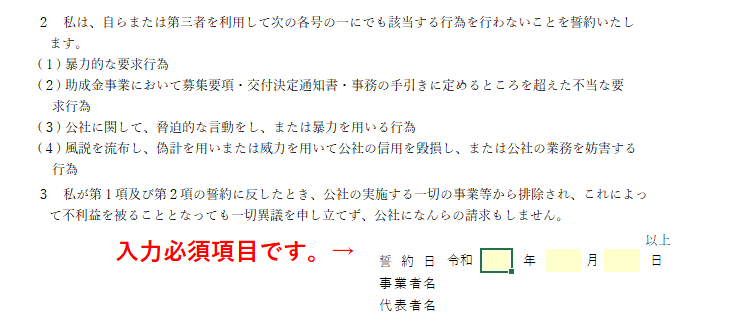 ２　私は、自らまたは第三者を利用して次の各号の一にでも該当する行為を行わないことを誓約いたし
ます。
(１)暴力的な要求行為
(２)助成金事業において募集要項・交付決定通知書・事務の手引きに定めるところを超えた不当な要
求行為
(３)公社に関して、脅迫的な言動をし、または暴力を用いる行為
(４)風説を流布し、偽計を用いまたは威力を用いて公社の信用を毀損し、または公社の業務を妨害する
行為
３　私が第１項及び第２項の誓約に反したとき、公社の実施する一切の事業等から排除され、これによっ
て不利益を被ることとなっても一切異議を申し立てず、公社になんらの請求もしません。
以上
入力必須項目です。→
誓 約 日　令和　年　月　日
事業者名
代表者名